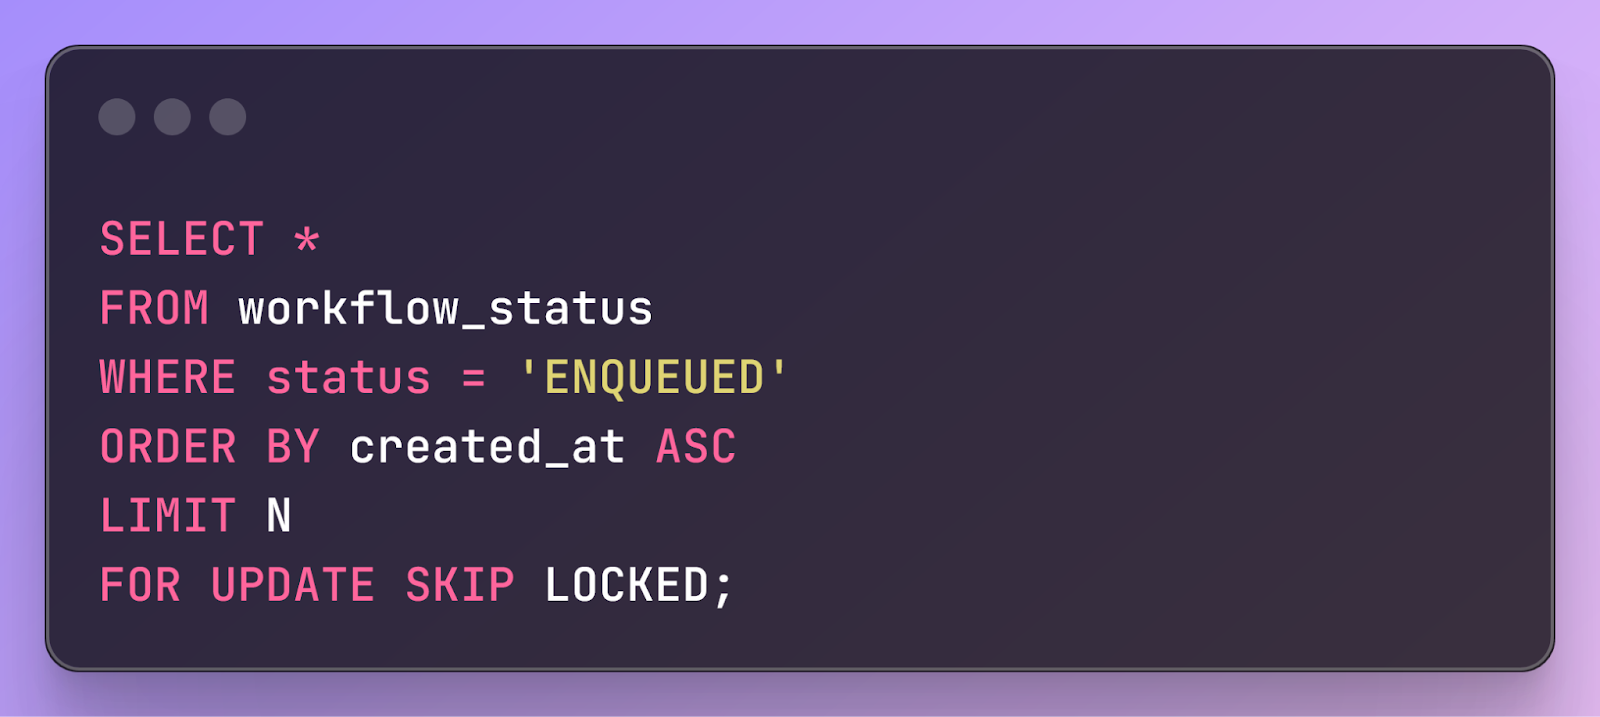 SELECT *
FROM workflow_status
WHERE status = 'ENQUEUED'
ORDER BY created_at ASC
LIMIT N
FOR UPDATE SKIP LOCKED;